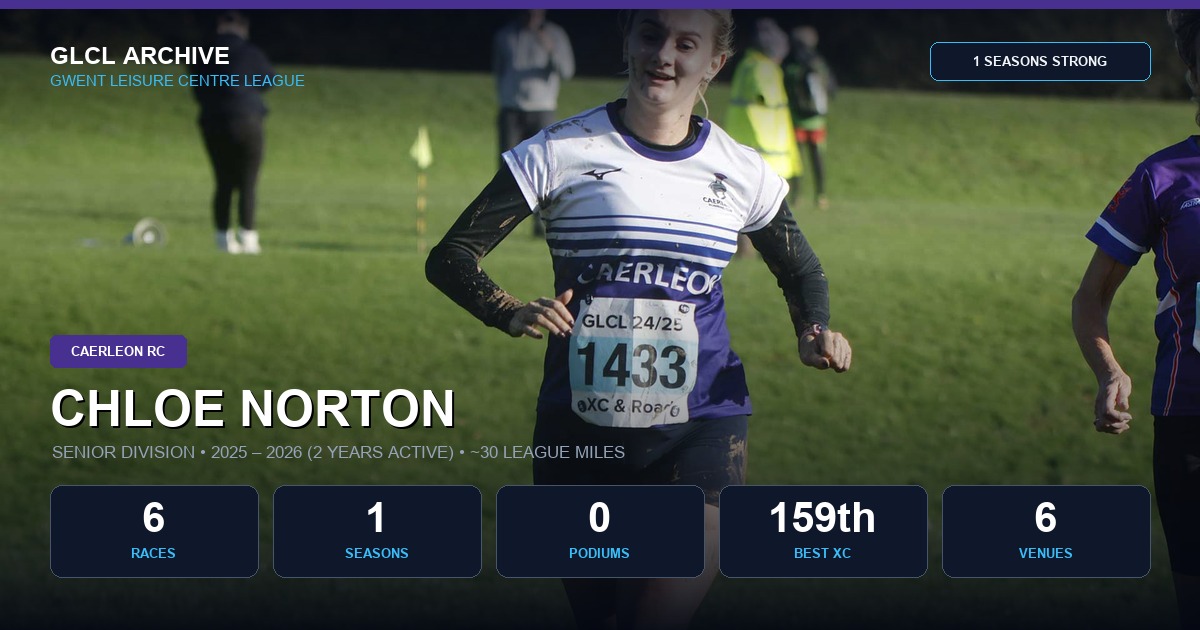 GLCL ARCHIVE
GWENT LEISURE CENTRE LEAGUE
1 SEASONS STRONG
CAERLEON
GLCL 24/25
1433
XC & Road
CAERLEON RC
CHLOE NORTON
SENIOR DIVISION • 2025 – 2026 (2 YEARS ACTIVE) • ~30 LEAGUE MILES
6
RACES
1
SEASONS
0
PODIUMS
159th
BEST XC
6
VENUES